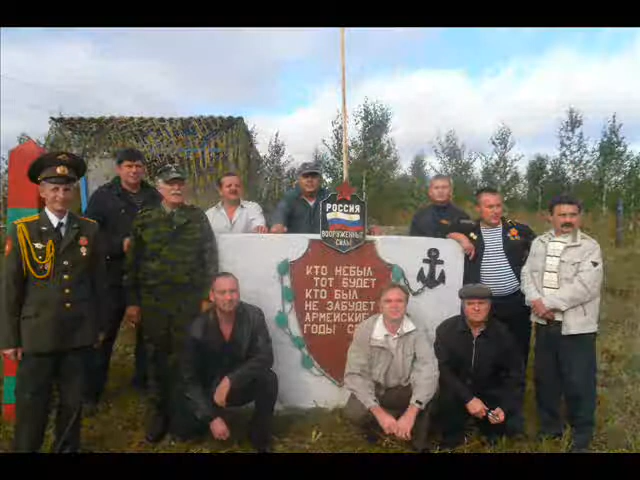 РОССИЯ
ВООРУЖЕННЫЕ
СИЛЫ
КТО НЕБЫЛ
ТОТ БУДЕТ
КТО БЫЛ
НЕ ЗАБУДЕТ
АРМЕЙСКИЕ
ГОДЫ